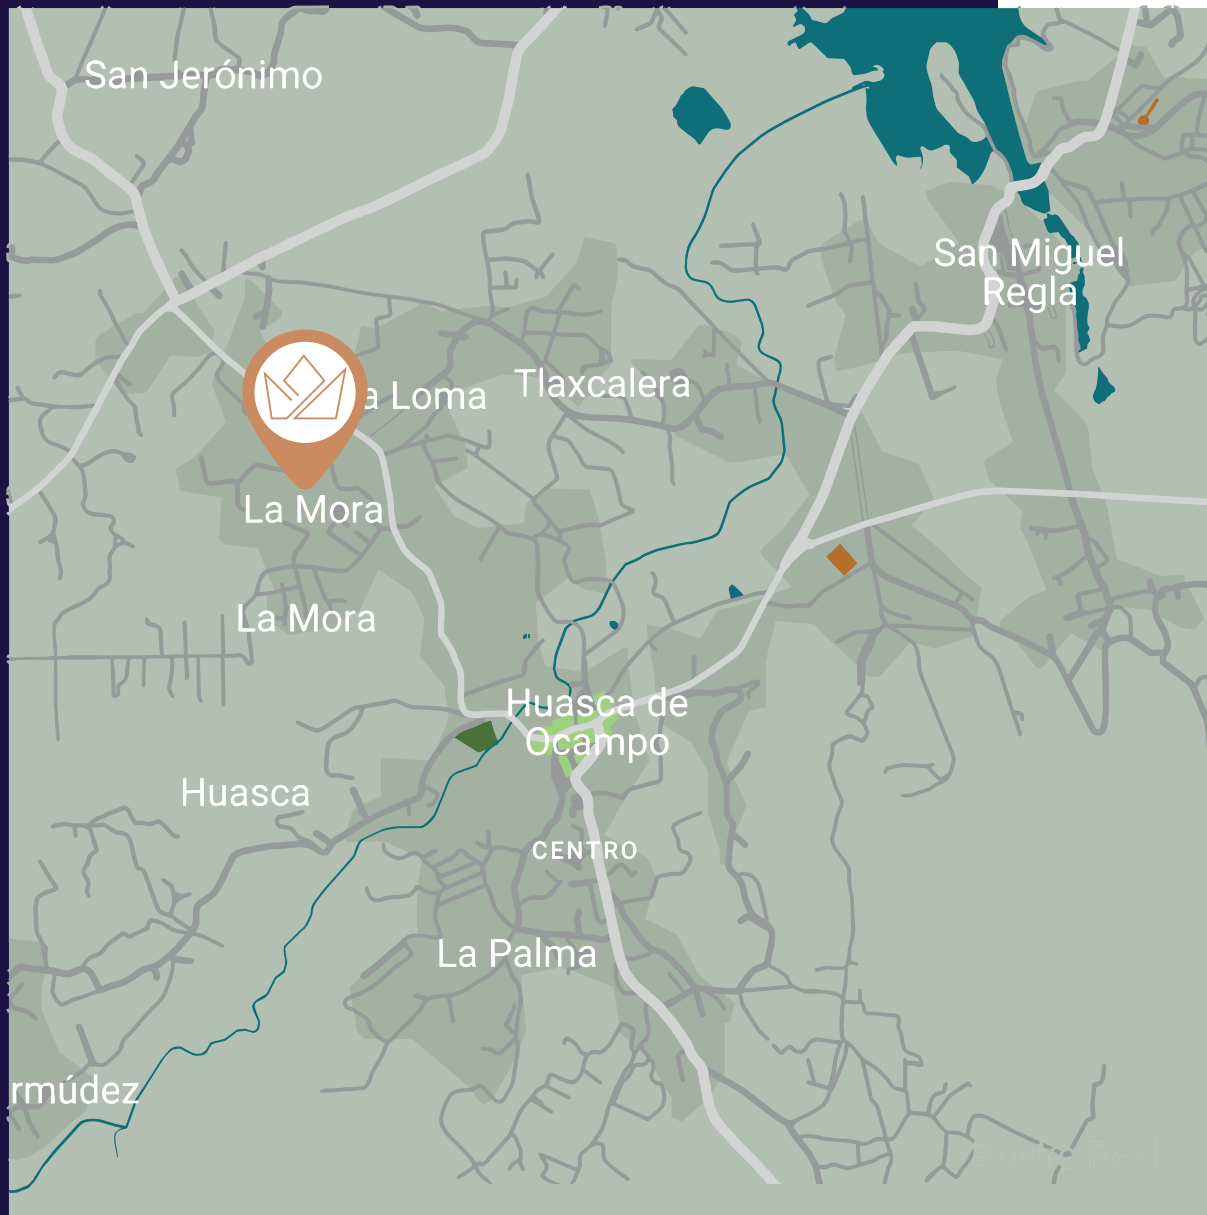 San Jerónimo
San Miguel
Regla
a Loma
Tlaxcalera
La Mora
La Mora
Huasca de
Ocampo
Huasca
CENTRO
La Palma
rmúdez